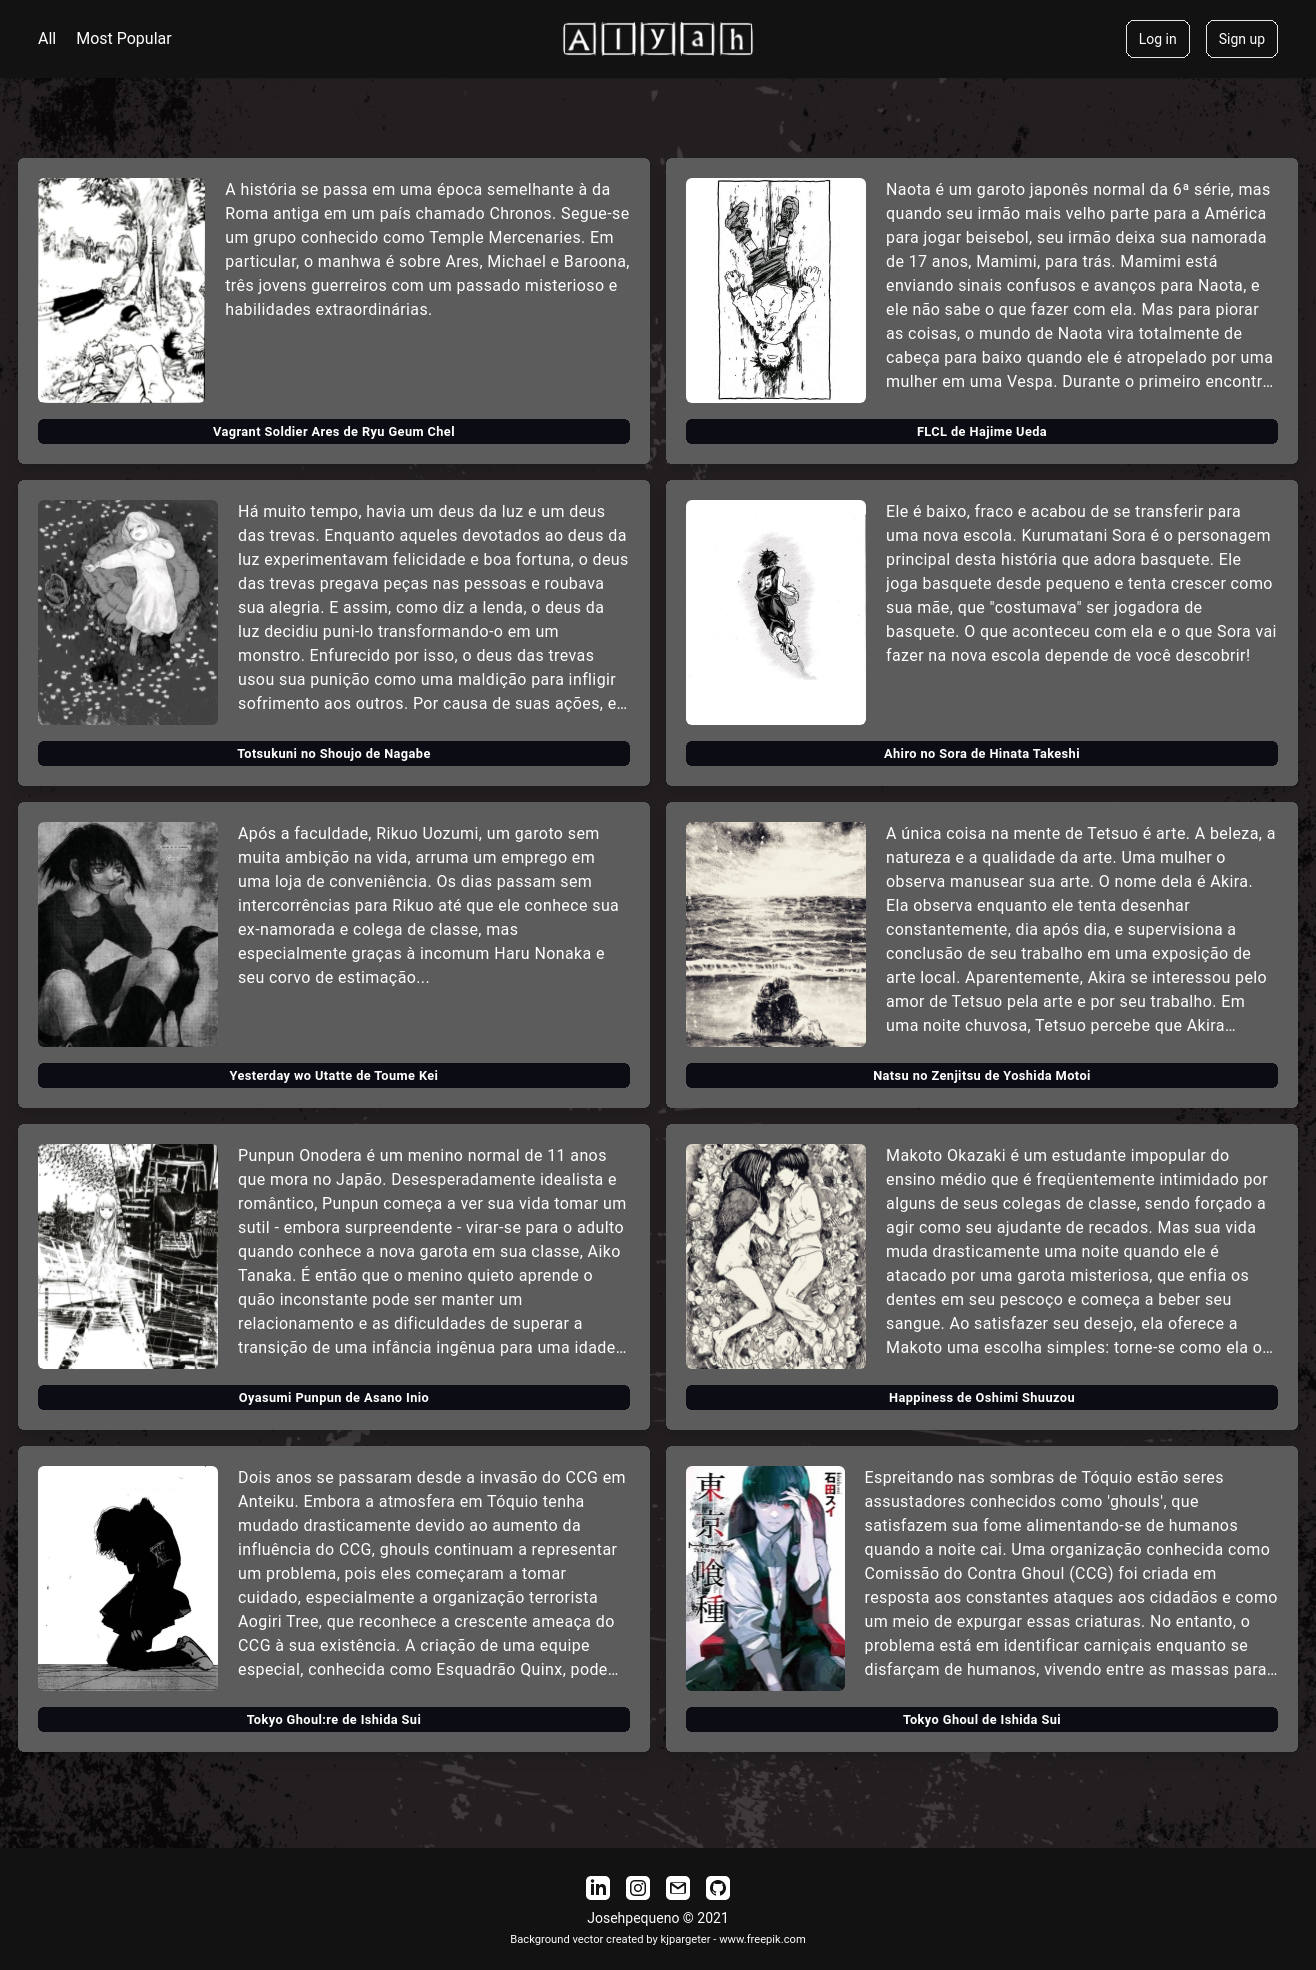 All
Most Popular
Alyah
Log in
Sign up
A história se passa em uma época semelhante à da
Roma antiga em um país chamado Chronos. Segue-se
um grupo conhecido como Temple Mercenaries. Em
particular, o manhwa é sobre Ares, Michael e Baroona,
três jovens guerreiros com um passado misterioso e
habilidades extraordinárias.
Vagrant Soldier Ares de Ryu Geum Chel
Naota é um garoto japonês normal da 6ª série, mas
quando seu irmão mais velho parte para a América
para jogar beisebol, seu irmão deixa sua namorada
de 17 anos, Mamimi, para trás. Mamimi está
enviando sinais confusos e avanços para Naota, e
ele não sabe o que fazer com ela. Mas para piorar
as coisas, o mundo de Naota vira totalmente de
cabeça para baixo quando ele é atropelado por uma
mulher em uma Vespa. Durante o primeiro encontr…
FLCL de Hajime Ueda
Há muito tempo, havia um deus da luz e um deus
das trevas. Enquanto aqueles devotados ao deus da
luz experimentavam felicidade e boa fortuna, o deus
das trevas pregava peças nas pessoas e roubava
sua alegria. E assim, como diz a lenda, o deus da
luz decidiu puni-lo transformando-o em um
monstro. Enfurecido por isso, o deus das trevas
usou sua punição como uma maldição para infligir
sofrimento aos outros. Por causa de suas ações, e…
Totsukuni no Shoujo de Nagabe
Ele é baixo, fraco e acabou de se transferir para
uma nova escola. Kurumatani Sora é o personagem
principal desta história que adora basquete. Ele
joga basquete desde pequeno e tenta crescer como
sua mãe, que "costumava" ser jogadora de
basquete. O que aconteceu com ela e o que Sora vai
fazer na nova escola depende de você descobrir!
Ahiro no Sora de Hinata Takeshi
Após a faculdade, Rikuo Uozumi, um garoto sem
muita ambição na vida, arruma um emprego em
uma loja de conveniência. Os dias passam sem
intercorrências para Rikuo até que ele conhece sua
ex-namorada e colega de classe, mas
especialmente graças à incomum Haru Nonaka e
seu corvo de estimação...
Yesterday wo Utatte de Toume Kei
A única coisa na mente de Tetsuo é arte. A beleza, a
natureza e a qualidade da arte. Uma mulher o
observa manusear sua arte. O nome dela é Akira.
Ela observa enquanto ele tenta desenhar
constantemente, dia após dia, e supervisiona a
conclusão de seu trabalho em uma exposição de
arte local. Aparentemente, Akira se interessou pelo
amor de Tetsuo pela arte e por seu trabalho. Em
uma noite chuvosa, Tetsuo percebe que Akira…
Natsu no Zenjitsu de Yoshida Motoi
Punpun Onodera é um menino normal de 11 anos
que mora no Japão. Desesperadamente idealista e
romântico, Punpun começa a ver sua vida tomar um
sutil - embora surpreendente - virar-se para o adulto
quando conhece a nova garota em sua classe, Aiko
Tanaka. É então que o menino quieto aprende o
quão inconstante pode ser manter um
relacionamento e as dificuldades de superar a
transição de uma infância ingênua para uma idade…
Oyasumi Punpun de Asano Inio
Makoto Okazaki é um estudante impopular do
ensino médio que é freqüentemente intimidado por
alguns de seus colegas de classe, sendo forçado a
agir como seu ajudante de recados. Mas sua vida
muda drasticamente uma noite quando ele é
atacado por uma garota misteriosa, que enfia os
dentes em seu pescoço e começa a beber seu
sangue. Ao satisfazer seu desejo, ela oferece a
Makoto uma escolha simples: torne-se como ela o…
Happiness de Oshimi Shuuzou
Dois anos se passaram desde a invasão do CCG em
Anteiku. Embora a atmosfera em Tóquio tenha
mudado drasticamente devido ao aumento da
influência do CCG, ghouls continuam a representar
um problema, pois eles começaram a tomar
cuidado, especialmente a organização terrorista
Aogiri Tree, que reconhece a crescente ameaça do
CCG à sua existência. A criação de uma equipe
especial, conhecida como Esquadrão Quinx, pode…
Tokyo Ghoul:re de Ishida Sui
東京喰種
石田スイ
Espreitando nas sombras de Tóquio estão seres
assustadores conhecidos como 'ghouls', que
satisfazem sua fome alimentando-se de humanos
quando a noite cai. Uma organização conhecida como
Comissão do Contra Ghoul (CCG) foi criada em
resposta aos constantes ataques aos cidadãos e como
um meio de expurgar essas criaturas. No entanto, o
problema está em identificar carniçais enquanto se
disfarçam de humanos, vivendo entre as massas para…
Tokyo Ghoul de Ishida Sui
Josehpequeno © 2021
Background vector created by kjpargeter - www.freepik.com